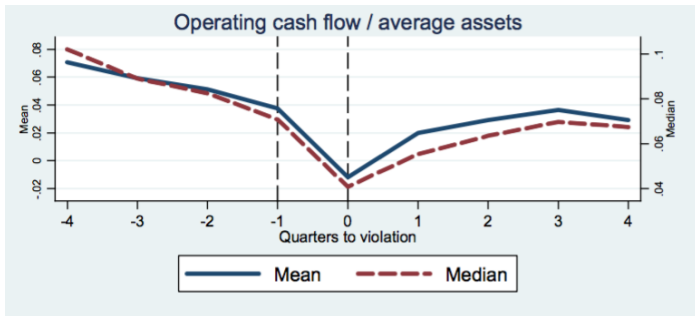 Operating cash flow / average assets
.08
.06
.04
.02
0
-.02
Mean
.1
.08
.06
.04
Median
-4 -3 -2 -1 0 1 2 3 4
Quarters to violation
Mean Median